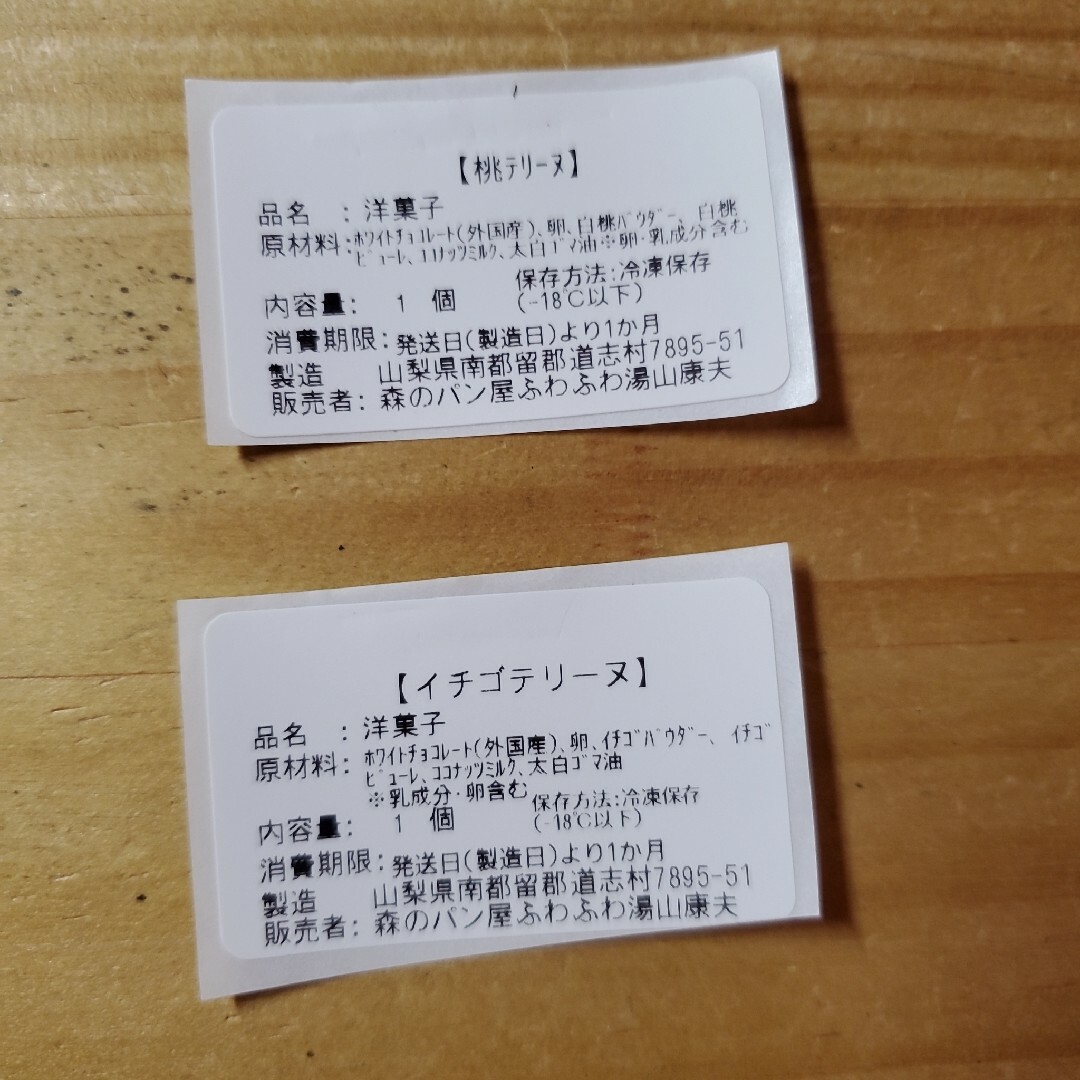 【桃テリーヌ】
品名　：洋菓子
原材料：ﾎﾜｲﾄﾁｮｺﾚｰﾄ(外国産)、卵、白桃ﾊﾟｳﾀﾞｰ、白桃
ﾋﾟｭｰﾚ、ｺｺﾅｯﾂﾐﾙｸ、太白ｺﾞﾏ油※卵・乳成分含む
保存方法：冷凍保存
内容量：　1　個　(-18℃以下)
消費期限：発送日(製造日)より1か月
製造　山梨県南都留郡道志村7895-51
販売者：森のパン屋ふわふわ湯山康夫
【イチゴテリーヌ】
品名　：洋菓子
原材料：ﾎﾜｲﾄﾁｮｺﾚｰﾄ(外国産)、卵、ｲﾁｺﾞﾊﾟｳﾀﾞｰ、ｲﾁｺﾞ
ﾋﾟｭｰﾚ、ｺｺﾅｯﾂﾐﾙｸ、太白ｺﾞﾏ油
※乳成分・卵含む　保存方法：冷凍保存
内容量：　1　個　(-18℃以下)
消費期限：発送日(製造日)より1か月
製造　山梨県南都留郡道志村7895-51
販売者：森のパン屋ふわふわ湯山康夫